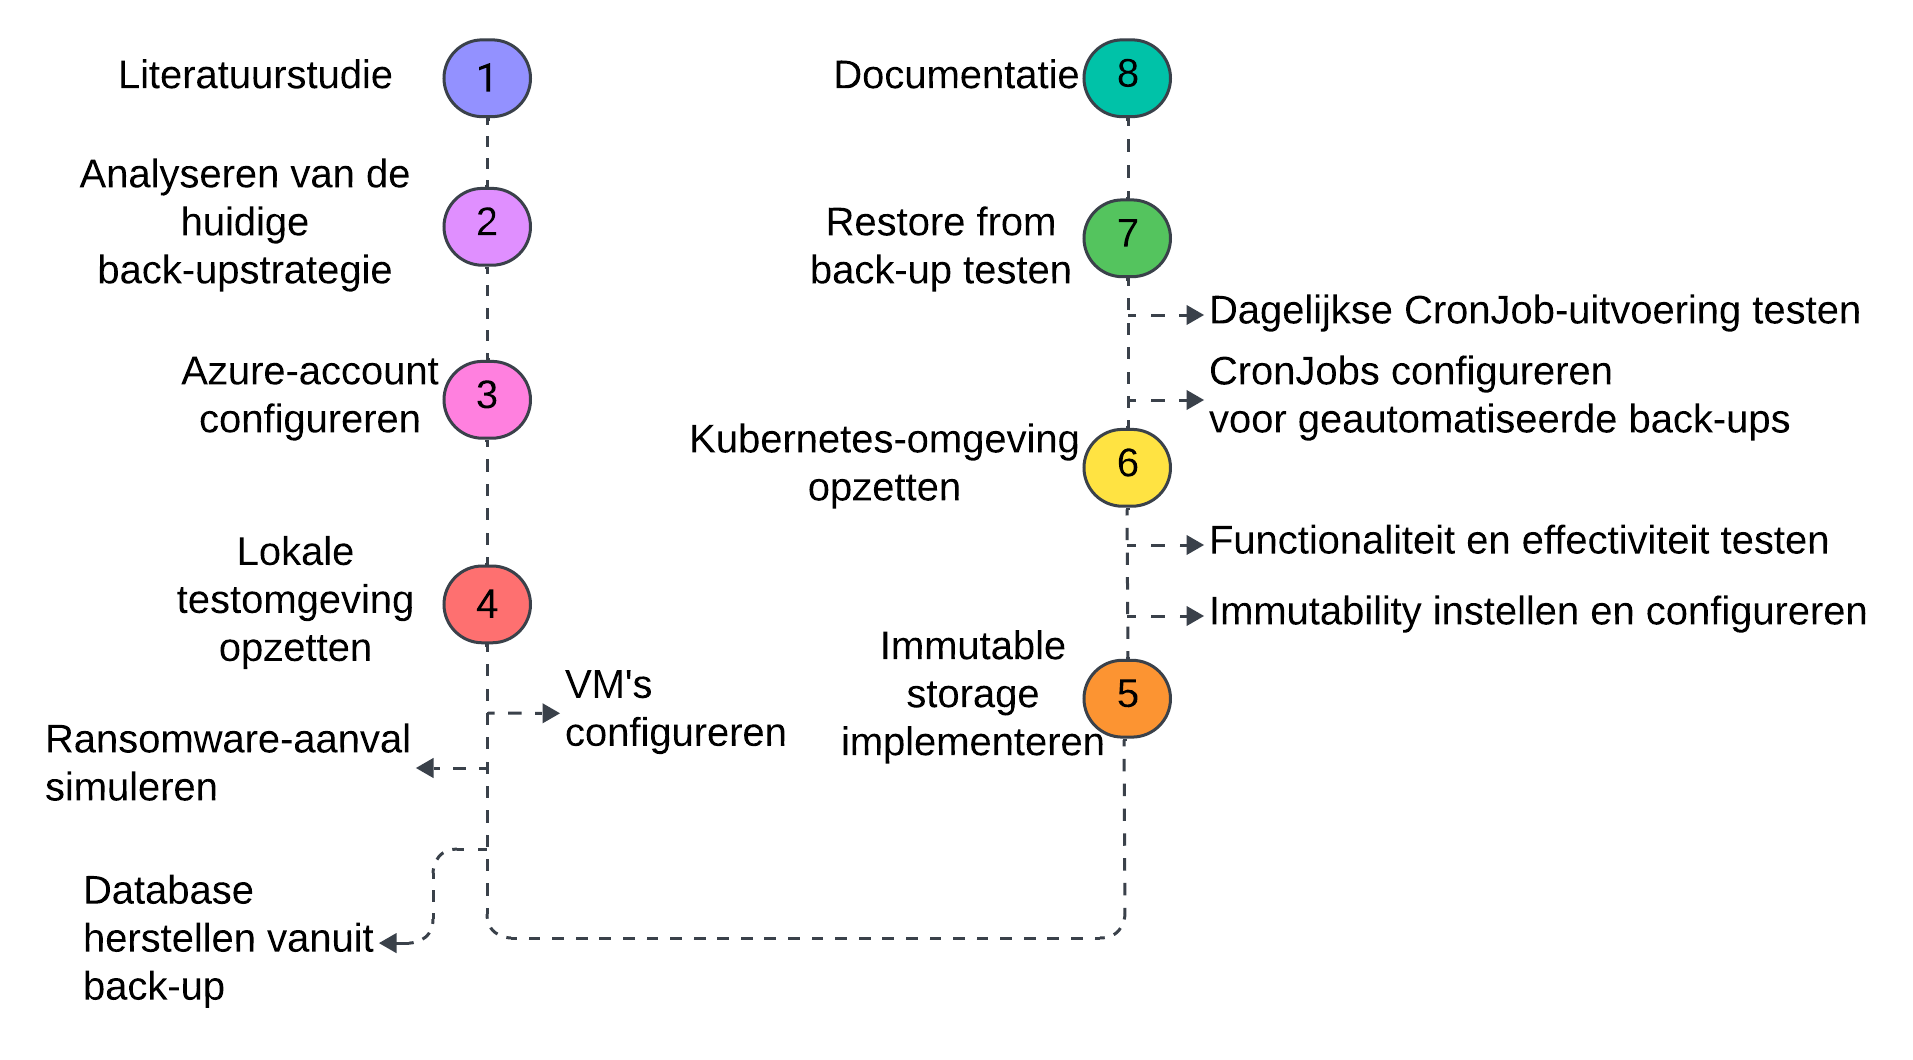 Literatuurstudie
1
Analyseren van de
huidige
back-upstrategie
2
Azure-account
configureren
3
Lokale
testomgeving
opzetten
4
VM's
configureren
Ransomware-aanval
simuleren
Database
herstellen vanuit
back-up
Immutable
storage
implementeren
5
Immutability instellen en configureren
Functionaliteit en effectiviteit testen
Kubernetes-omgeving
opzetten
6
CronJobs configureren
voor geautomatiseerde back-ups
Dagelijkse CronJob-uitvoering testen
Restore from
back-up testen
7
Documentatie
8